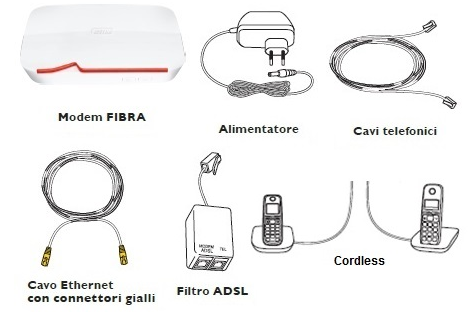 Modem FIBRA
Alimentatore
Cavi telefonici
MODEM
ADSL
TEL
Cavo Ethernet
con connettori gialli
Filtro ADSL
Cordless